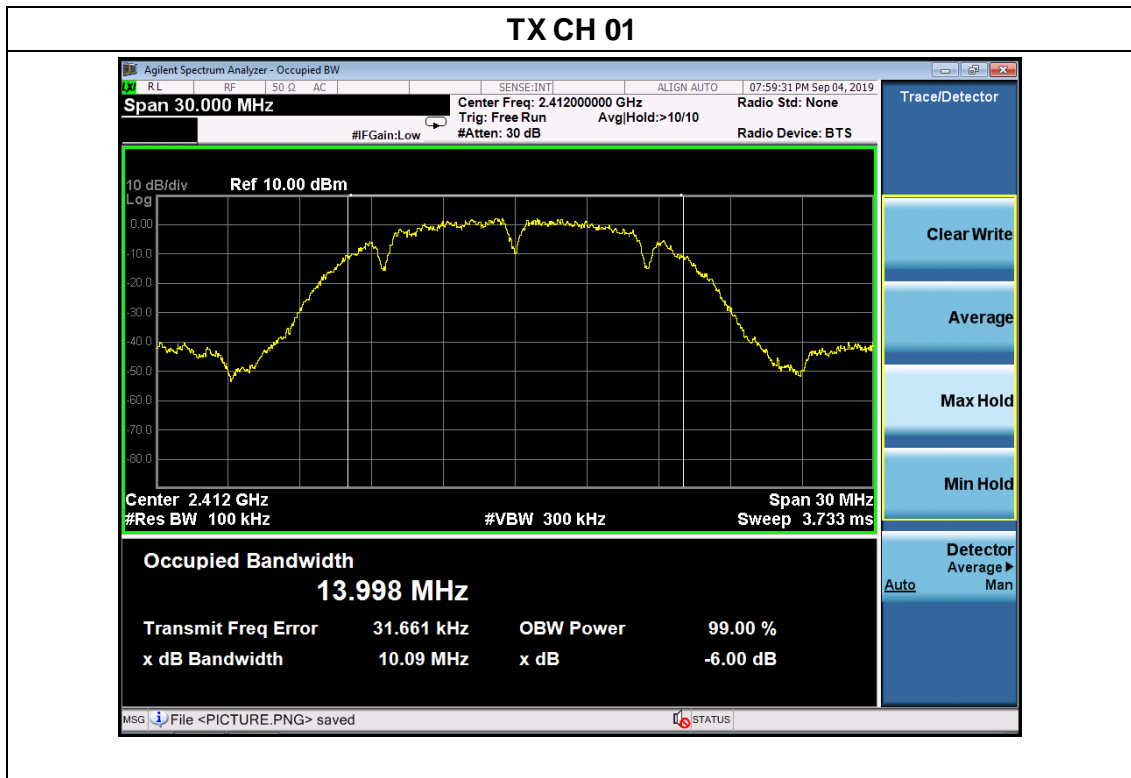 TX CH 01
Agilent Spectrum Analyzer - Occupied BW
LXI RL RF 50 Ω AC SENSE:INT ALIGN AUTO 07:59:31 PM Sep 04, 2019
Span 30.000 MHz
Center Freq: 2.412000000 GHz Radio Std: None
Trig: Free Run Avg|Hold:>10/10
#IFGain:Low #Atten: 30 dB Radio Device: BTS
10 dB/div Ref 10.00 dBm
Log
0.00
-10.0
-20.0
-30.0
-40.0
-50.0
-60.0
-70.0
-80.0
Center 2.412 GHz Span 30 MHz
#Res BW 100 kHz #VBW 300 kHz Sweep 3.733 ms
Occupied Bandwidth
13.998 MHz
Transmit Freq Error 31.661 kHz OBW Power 99.00 %
x dB Bandwidth 10.09 MHz x dB -6.00 dB
MSG File <PICTURE.PNG> saved STATUS
Trace/Detector
Clear Write
Average
Max Hold
Min Hold
Detector
Average
Auto Man